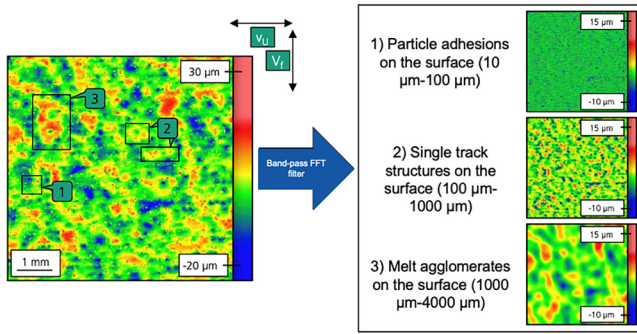 v_U
V_f
30 µm
3
2
1
1 mm
-20 µm
Band-pass FFT
filter
1) Particle adhesions
on the surface (10
µm-100 µm)
15 µm
-10 µm
2) Single track
structures on the
surface (100 µm-
1000 µm)
15 µm
-10 µm
3) Melt agglomerates
on the surface (1000
µm-4000 µm)
15 µm
-10 µm